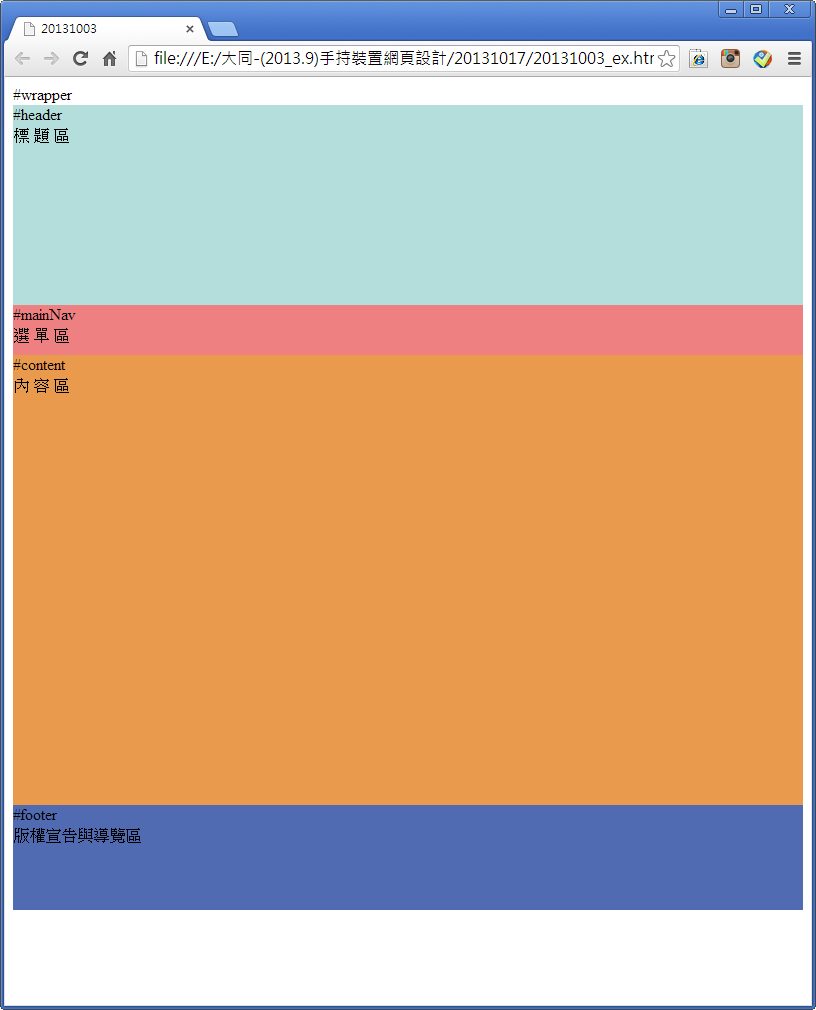 20131003
file:///E:/大同-(2013.9)手持裝置網頁設計/20131017/20131003_ex.htm
#wrapper
#header
標 題 區
#mainNav
選 單 區
#content
內 容 區
#footer
版權宣告與導覽區